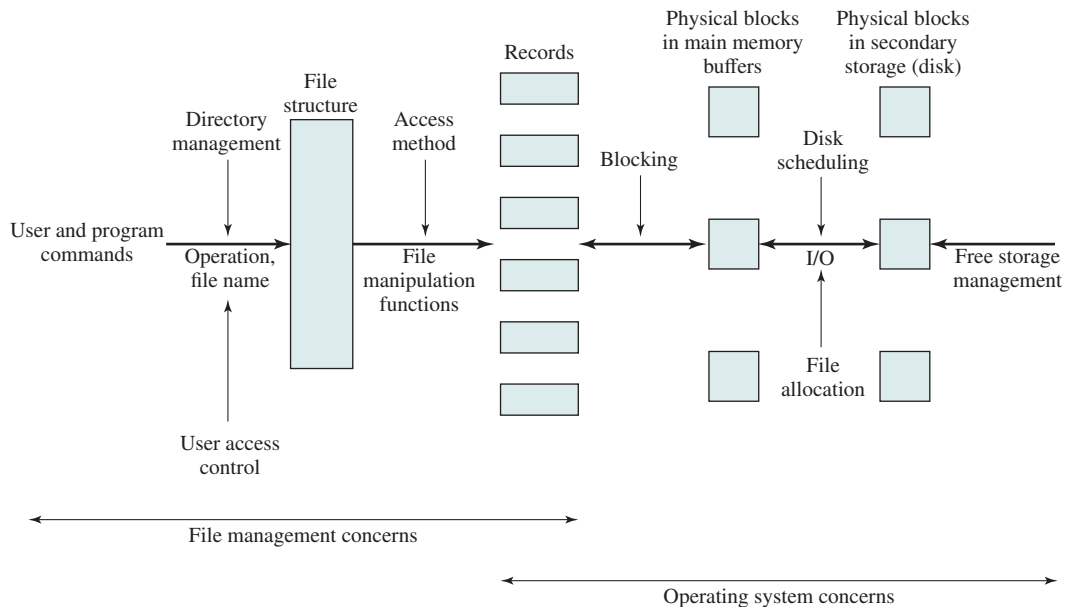 Physical blocks
in main memory
buffers
Physical blocks
in secondary
storage (disk)
Records
File
structure
Directory
management
Access
method
Blocking
Disk
scheduling
User and program
commands
Operation,
file name
File
manipulation
functions
I/O
Free storage
management
File
allocation
User access
control
File management concerns
Operating system concerns